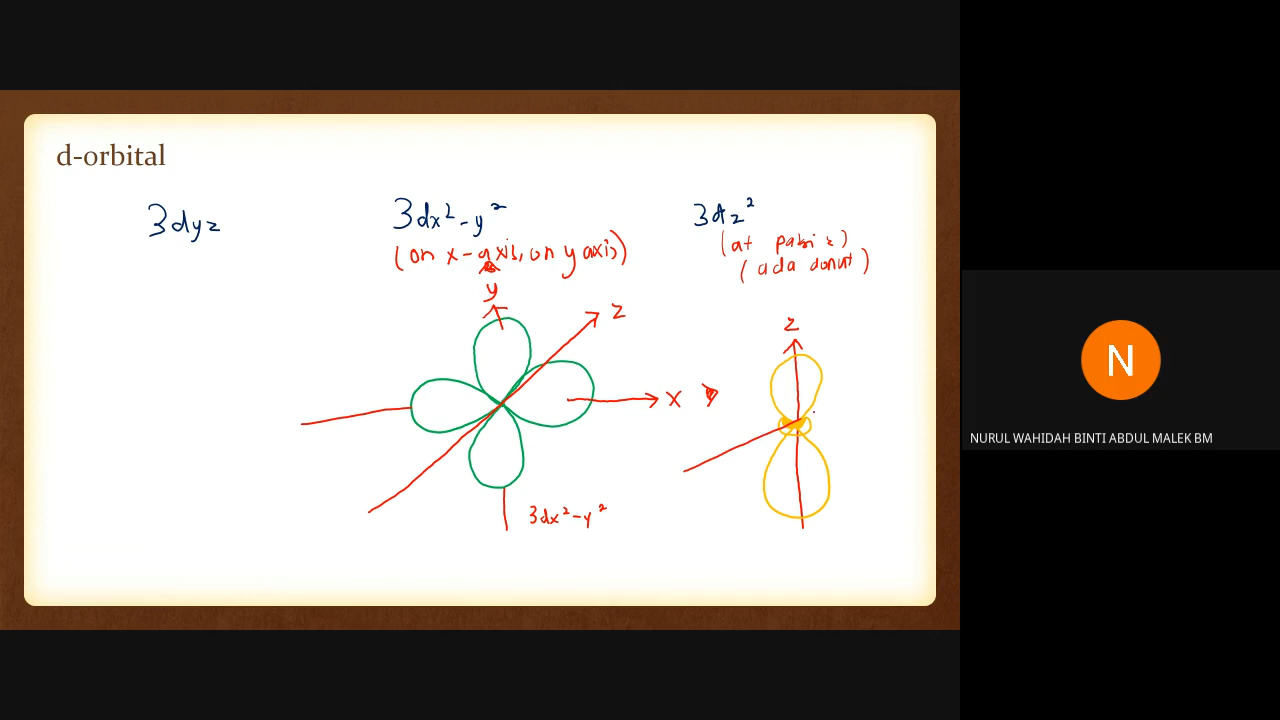 d-orbital
3dyz
3dx²-y²
3dz²
(on x-axis, on y axis)
(at
(ada donut)
y
z
z
x
3dx²-y²
N
NURUL WAHIDAH BINTI ABDUL MALEK BM